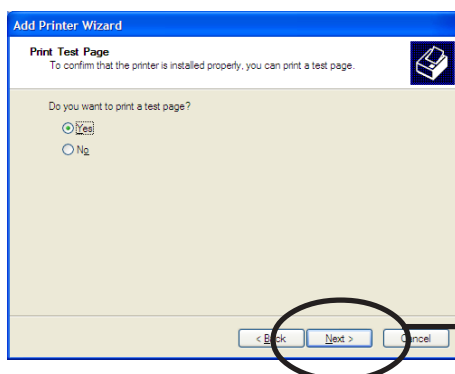 Add Printer Wizard
Print Test Page
To confirm that the printer is installed properly, you can print a test page.
Do you want to print a test page?
Yes
No
< Back Next > Cancel